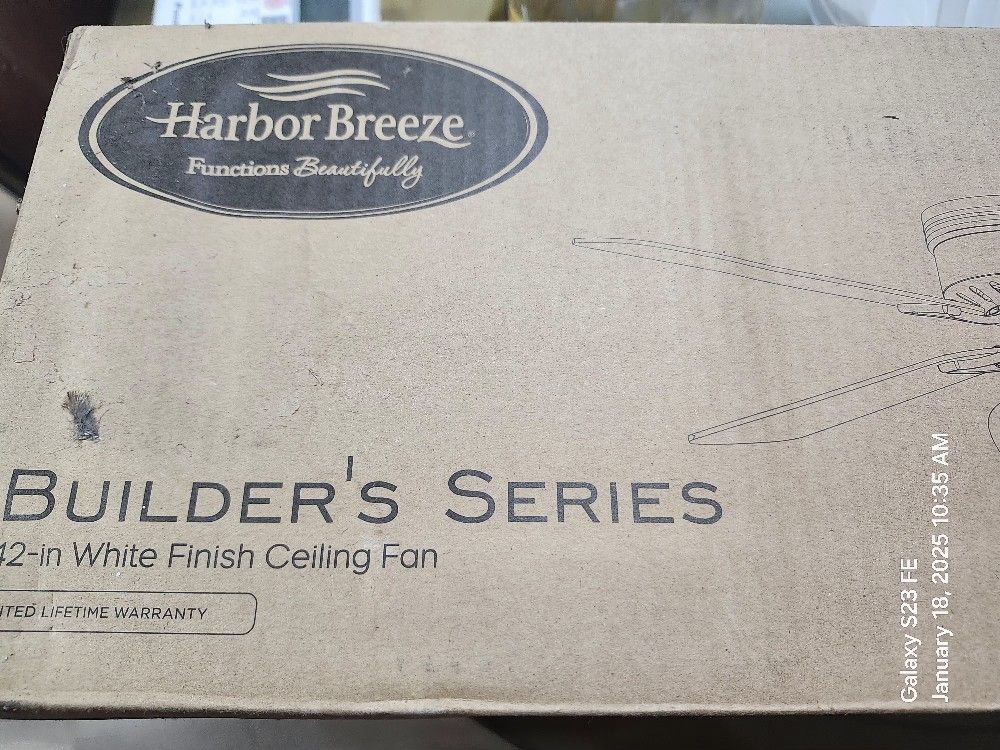 Harbor Breeze®
Functions Beautifully
BUILDER'S SERIES
42-in White Finish Ceiling Fan
ITED LIFETIME WARRANTY
Galaxy S23 FE
January 18, 2025 10:35 AM